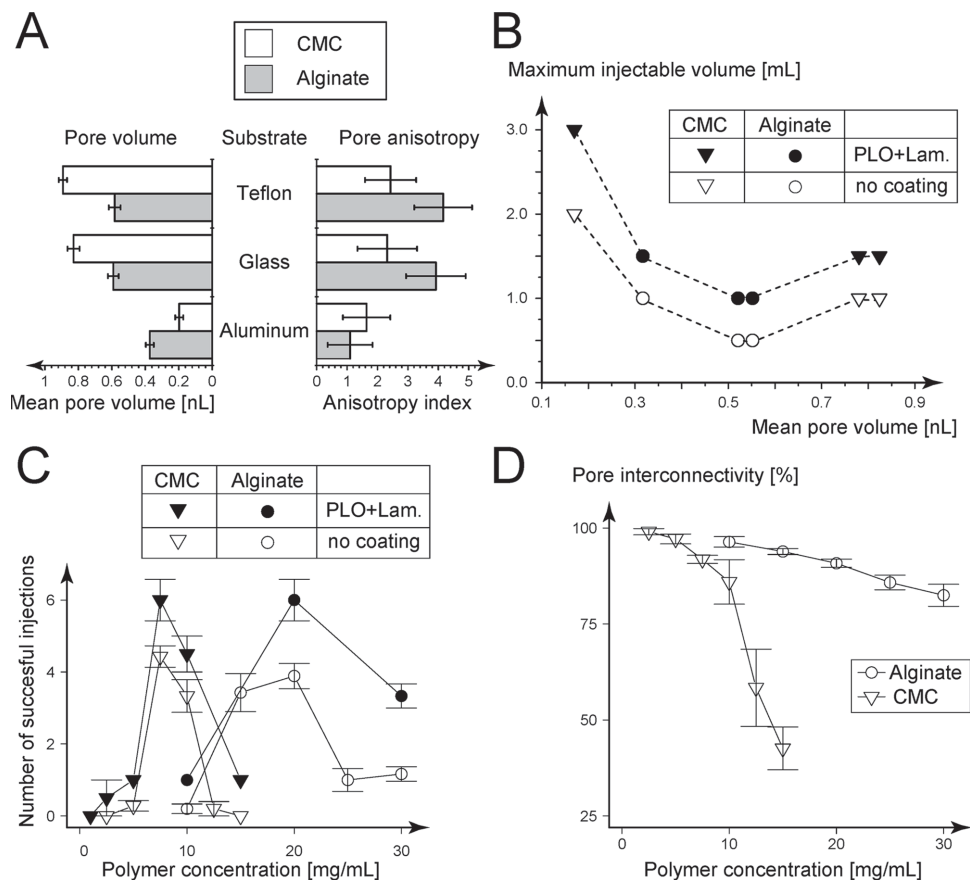 A
CMC
Alginate
Pore volume Substrate Pore anisotropy
Teflon
Glass
Aluminum
1 0.8 0.6 0.4 0.2 0
0 1 2 3 4 5
Mean pore volume [nL]
Anisotropy index
B
Maximum injectable volume [mL]
CMC Alginate
PLO+Lam.
no coating
3.0
2.0
1.0
0.0
0.1 0.3 0.5 0.7 0.9
Mean pore volume [nL]
C
CMC Alginate
PLO+Lam.
no coating
Number of succesful injections
6
4
2
0
0 10 20 30
Polymer concentration [mg/mL]
D
Pore interconnectivity [%]
100
75
50
25
Alginate
CMC
0 10 20 30
Polymer concentration [mg/mL]